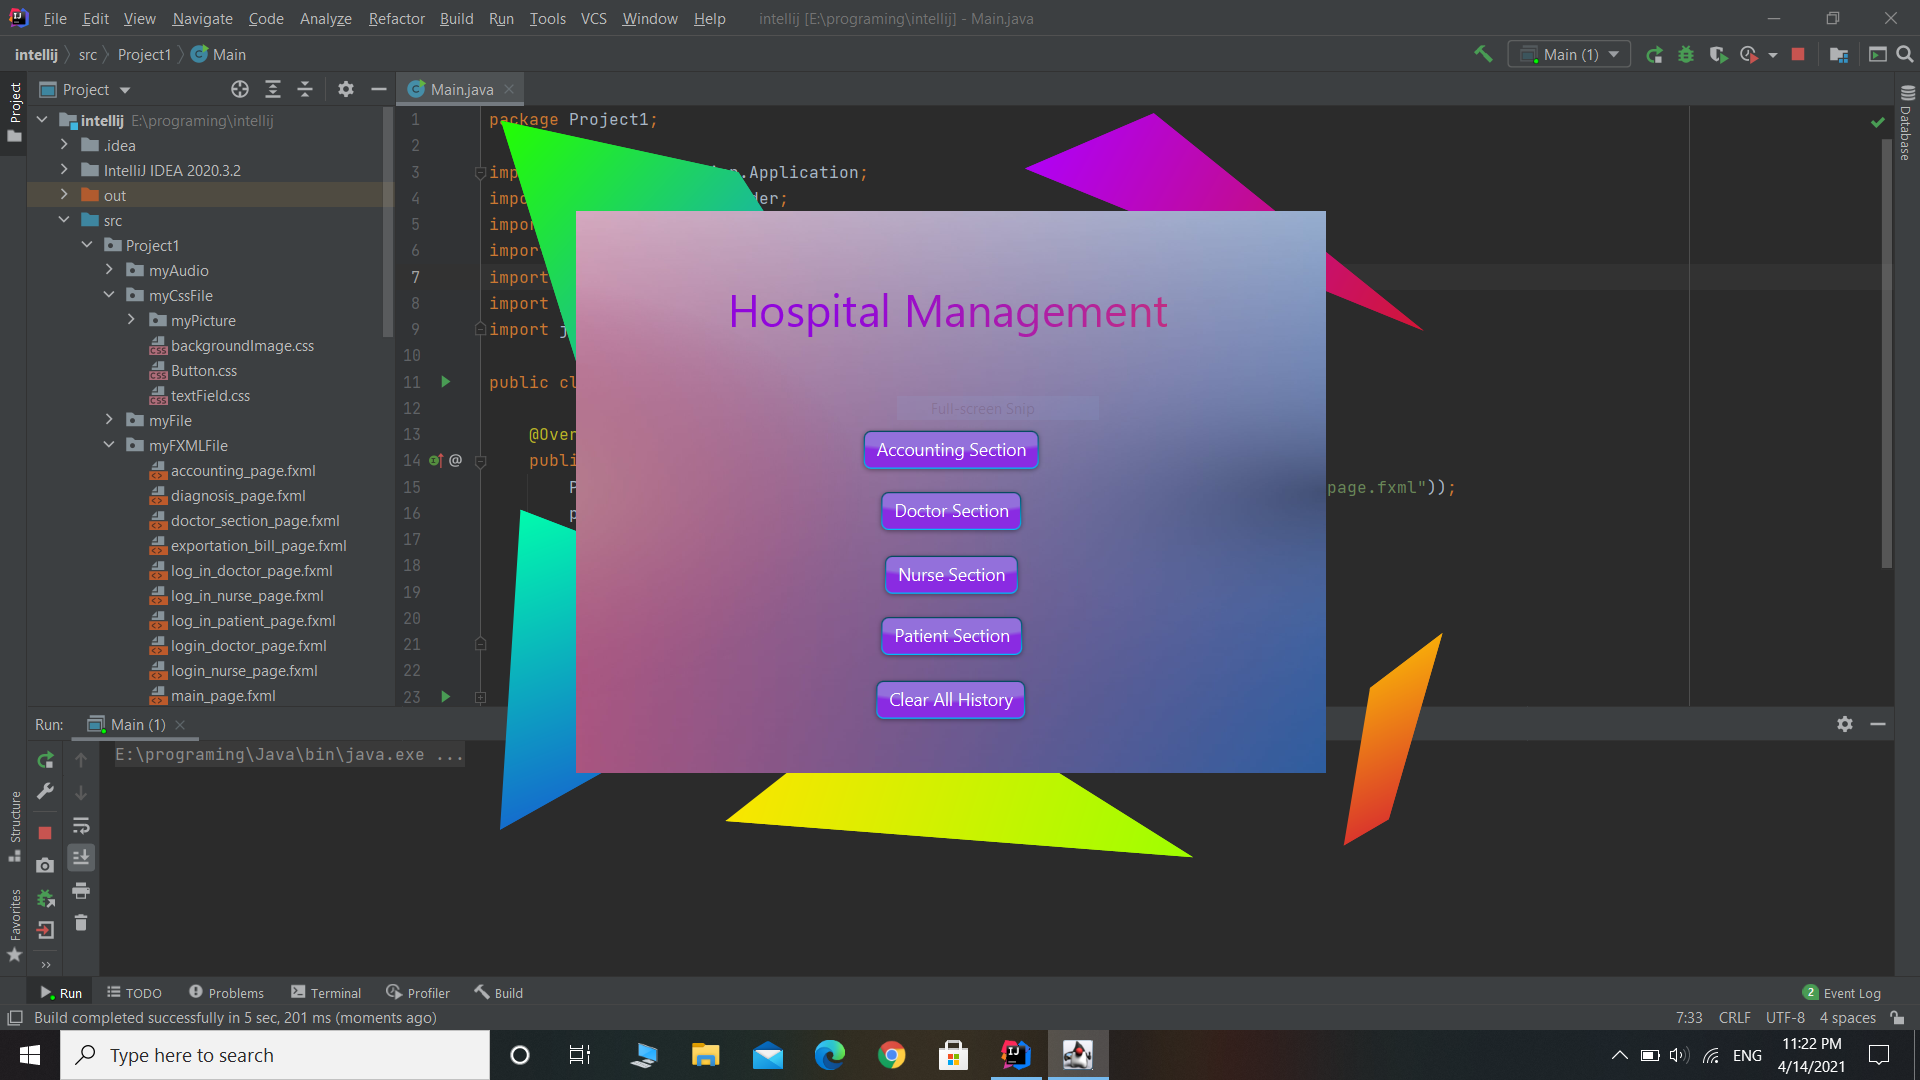 File Edit View Navigate Code Analyze Refactor Build Run Tools VCS Window Help intellij [E:\programing\intellij] - Main.java
intellij src Project1 Main Main (1)
Project
Project
Main.java
Database
intellij E:\programing\intellij
.idea
IntelliJ IDEA 2020.3.2
out
src
Project1
myAudio
myCssFile
myPicture
backgroundImage.css
Button.css
textField.css
myFile
myFXMLFile
accounting_page.fxml
diagnosis_page.fxml
doctor_section_page.fxml
exportation_bill_page.fxml
log_in_doctor_page.fxml
log_in_nurse_page.fxml
log_in_patient_page.fxml
login_doctor_page.fxml
login_nurse_page.fxml
main_page.fxml
1 package Project1;
2
3 .Application;
4 der;
5
6
7 import
8 import
9 import j
10
11 public cl
12
13 @Over
14 publi
15 page.fxml"));
16
17
18
19
20
21
22
23
Hospital Management
Full-screen Snip
Accounting Section
Doctor Section
Nurse Section
Patient Section
Clear All History
Run: Main (1)
E:\programing\Java\bin\java.exe ...
Structure
Favorites
Run TODO Problems Terminal Profiler Build 2 Event Log
Build completed successfully in 5 sec, 201 ms (moments ago) 7:33 CRLF UTF-8 4 spaces
Type here to search ENG 11:22 PM
4/14/2021